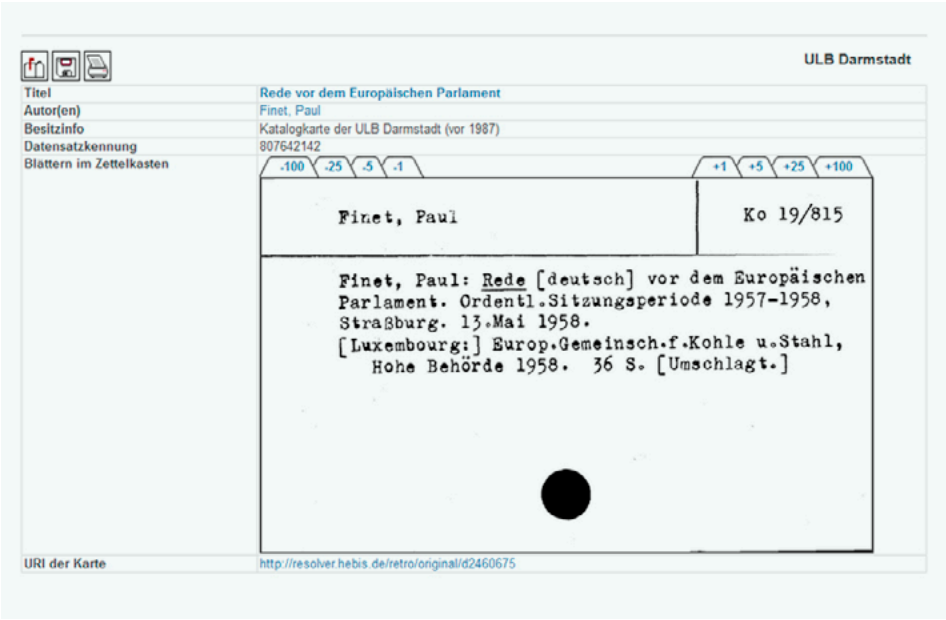 ULB Darmstadt
Titel Rede vor dem Europäischen Parlament
Autor(en) Finet, Paul
Besitzinfo Katalogkarte der ULB Darmstadt (vor 1987)
Datensatzkennung 807642142
Blättern im Zettelkasten -100 -25 -5 -1 +1 +5 +25 +100
Finet, Paul Ko 19/815
Finet, Paul: Rede [deutsch] vor dem Europäischen
Parlament. Ordentl.Sitzungsperiode 1957-1958,
Straßburg. 13.Mai 1958.
[Luxembourg:] Europ.Gemeinsch.f.Kohle u.Stahl,
Hohe Behörde 1958. 36 S. [Umschlagt.]
URI der Karte http://resolver.hebis.de/retro/original/d2460675